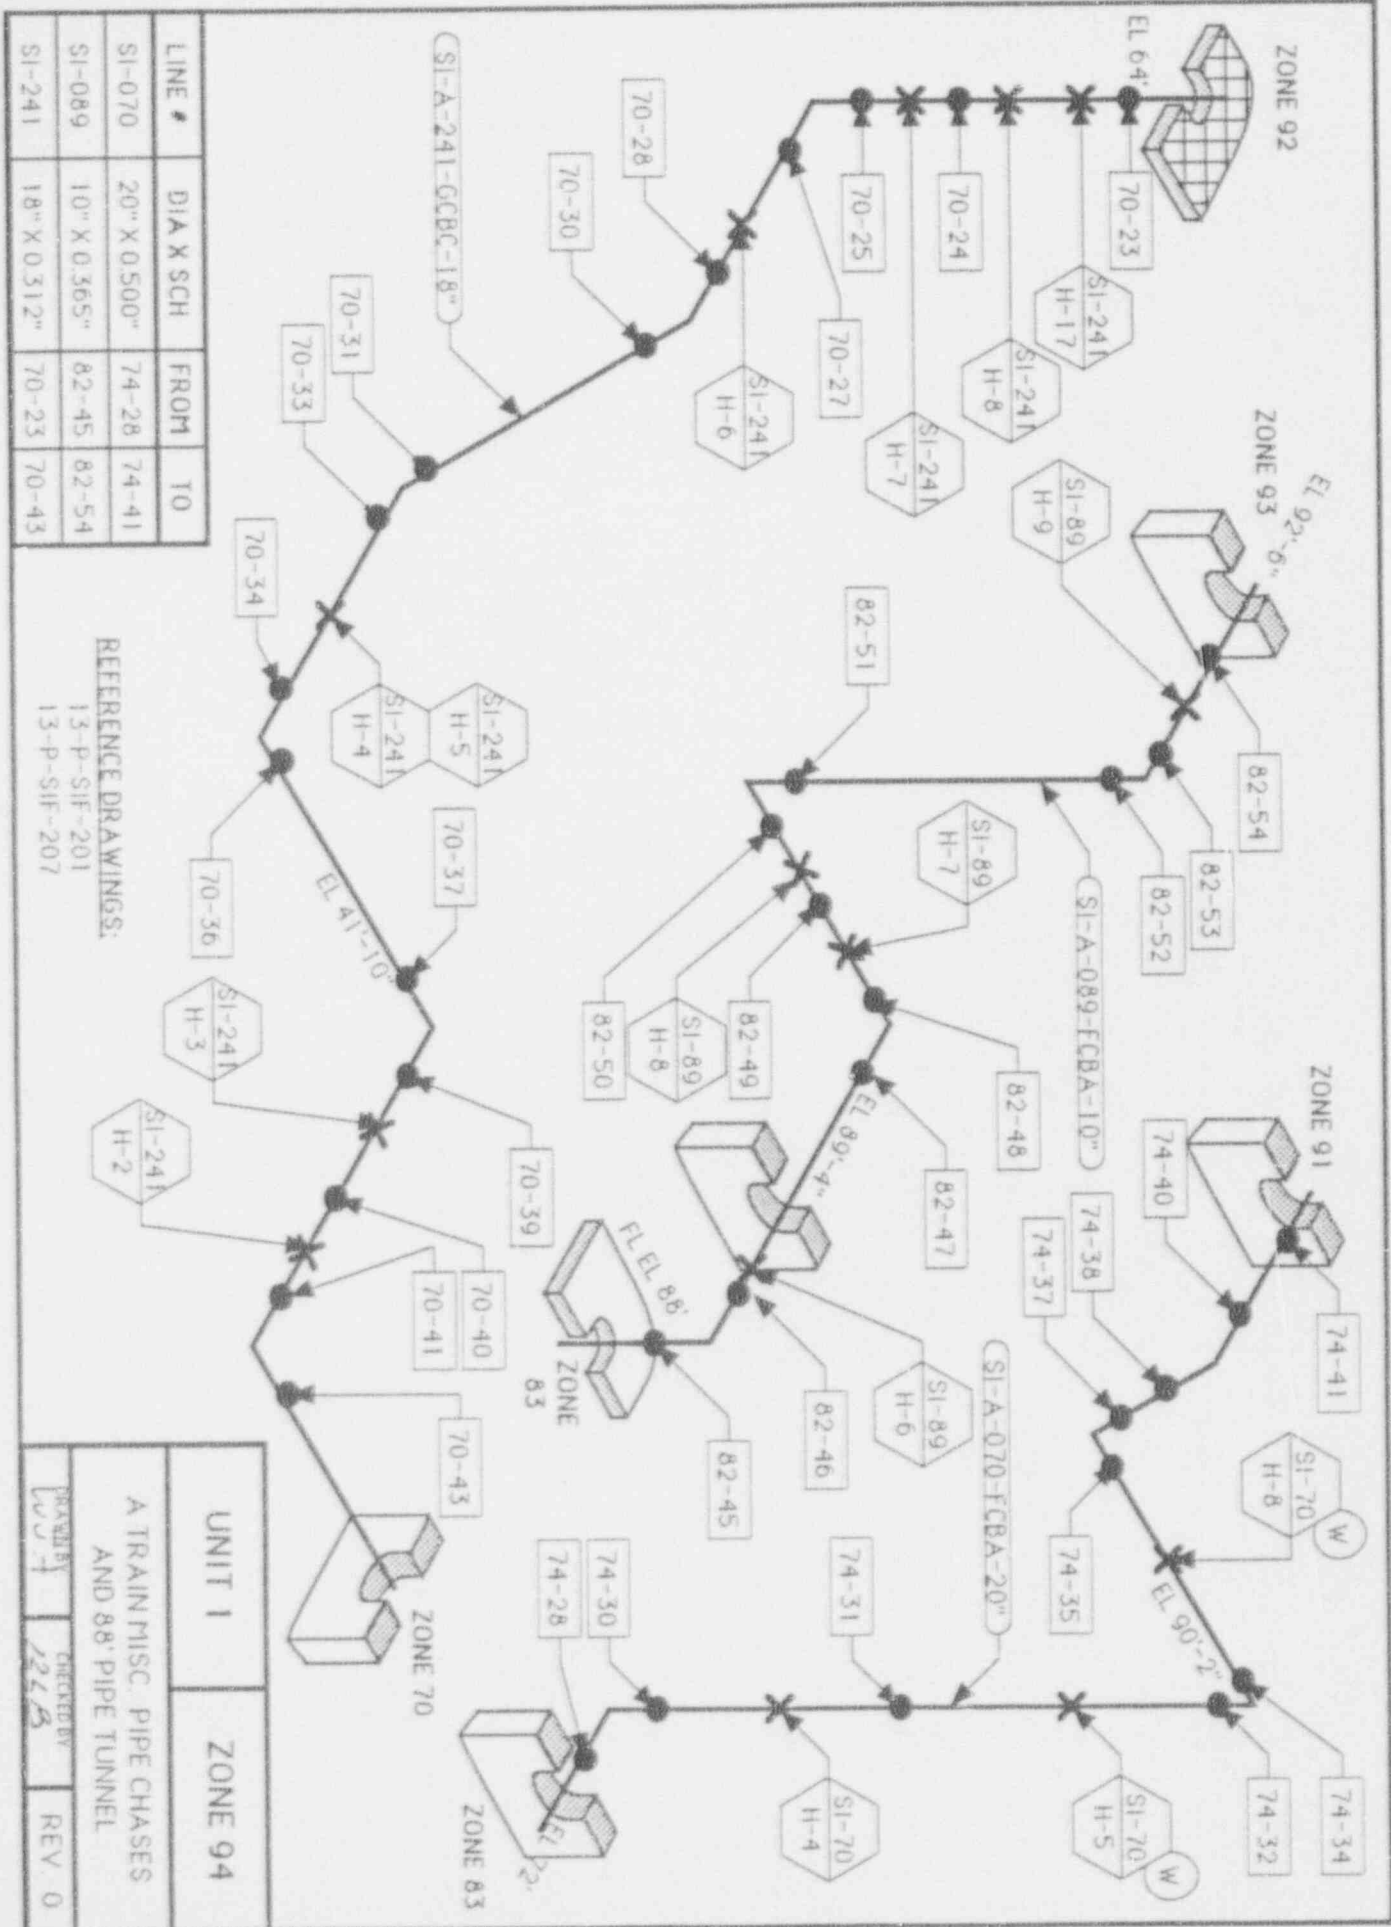 ZONE 92
EL 64'
70-23
SI-241
H-17
SI-241
H-8
70-24
SI-241
H-7
70-25
70-27
SI-241
H-6
70-28
70-30
SI-A-241-GCBC-18"
70-31
70-33
70-34
SI-241
H-5
SI-241
H-4
70-36
EL 41'-10"
70-37
70-39
SI-241
H-3
70-40
SI-241
H-2
70-41
70-43
ZONE 70
ZONE 93
EL 92'-8"
82-54
SI-89
H-9
82-53
82-52
SI-A-089-FCBA-10"
82-51
82-50
SI-89
H-8
82-49
SI-89
H-7
82-48
82-47
EL 89'-9"
SI-89
H-6
82-46
82-45
FL EL 88'
ZONE
83
ZONE 91
74-41
74-40
74-38
74-37
74-35
SI-70
H-8
W
EL 90'-2"
74-34
74-32
SI-70
H-5
W
SI-A-070-FCBA-20"
74-31
SI-70
H-4
74-30
74-28
EL
ZONE 83
LINE # DIA X SCH FROM TO
SI-070 20" X 0.500" 74-28 74-41
SI-089 10" X 0.365" 82-45 82-54
SI-241 18" X 0.312" 70-23 70-43
REFERENCE DRAWINGS:
13-P-SIF-201
13-P-SIF-207
UNIT 1
ZONE 94
A TRAIN MISC. PIPE CHASES
AND 88' PIPE TUNNEL
DRAWN BY
CHECKED BY
REV. 0